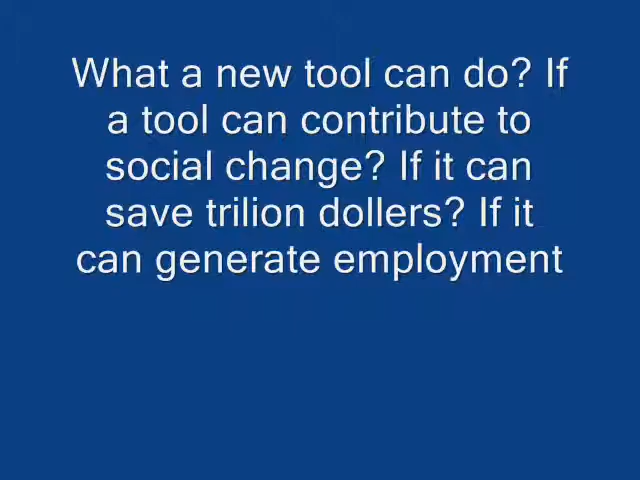 What a new tool can do? If
a tool can contribute to
social change? If it can
save trilion dollers? If it
can generate employment